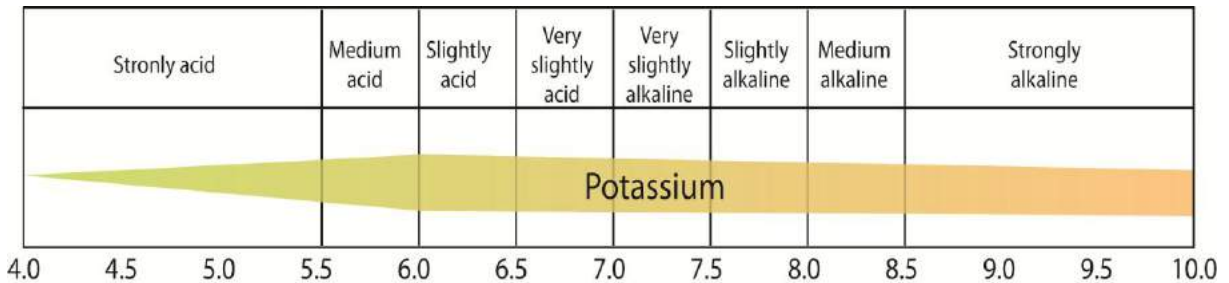 Stronly acid
Medium
acid
Slightly
acid
Very
slightly
acid
Very
slightly
alkaline
Slightly
alkaline
Medium
alkaline
Strongly
alkaline
Potassium
4.0 4.5 5.0 5.5 6.0 6.5 7.0 7.5 8.0 8.5 9.0 9.5 10.0